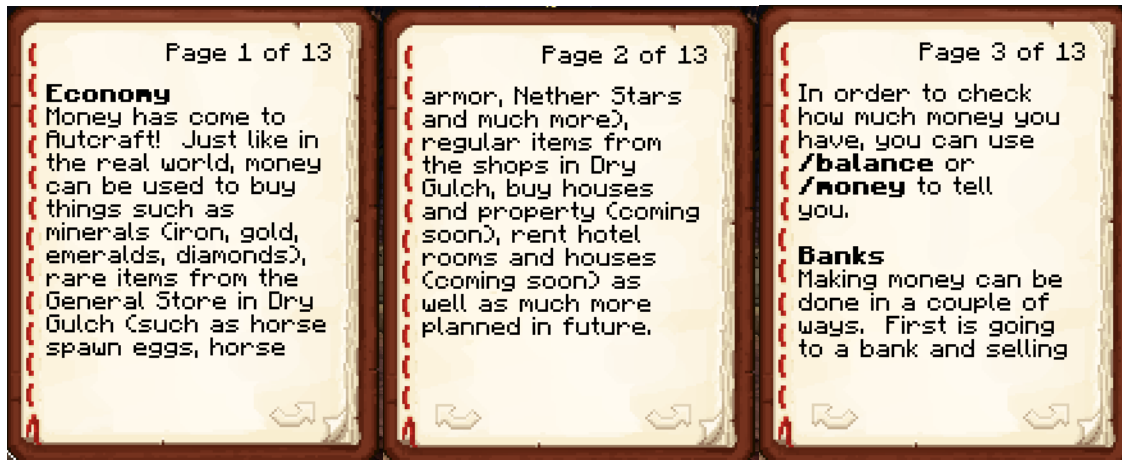 Page 1 of 13
Economy
Money has come to
Autcraft!  Just like in
the real world, money
can be used to buy
things such as
minerals (iron, gold,
emeralds, diamonds),
rare items from the
General Store in Dry
Gulch (such as horse
spawn eggs, horse
Page 2 of 13
armor, Nether Stars
and much more),
regular items from
the shops in Dry
Gulch, buy houses
and property (coming
soon), rent hotel
rooms and houses
(coming soon) as
well as much more
planned in future.
Page 3 of 13
In order to check
how much money you
have, you can use
/balance or
/money to tell
you.
Banks
Making money can be
done in a couple of
ways.  First is going
to a bank and selling